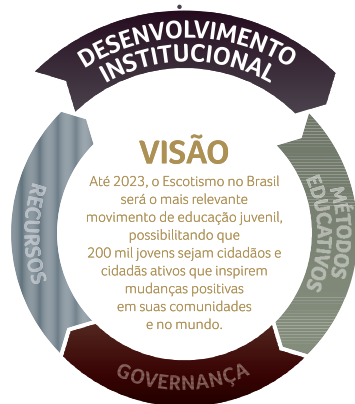 DESENVOLVIMENTO
INSTITUCIONAL
VISÃO
Até 2023, o Escotismo no Brasil
será o mais relevante
movimento de educação juvenil,
possibilitando que
200 mil jovens sejam cidadãos e
cidadãs ativos que inspirem
mudanças positivas
em suas comunidades
e no mundo.
RECURSOS
MÉTODOS
EDUCATIVOS
GOVERNANÇA